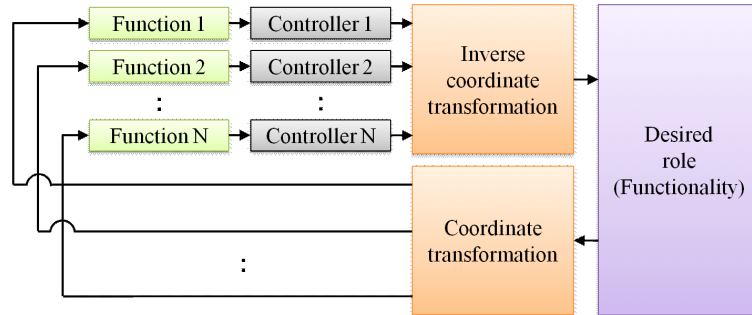 Function 1
Controller 1
Function 2
Controller 2
:
:
Function N
Controller N
Inverse
coordinate
transformation
Desired
role
(Functionality)
Coordinate
transformation
: